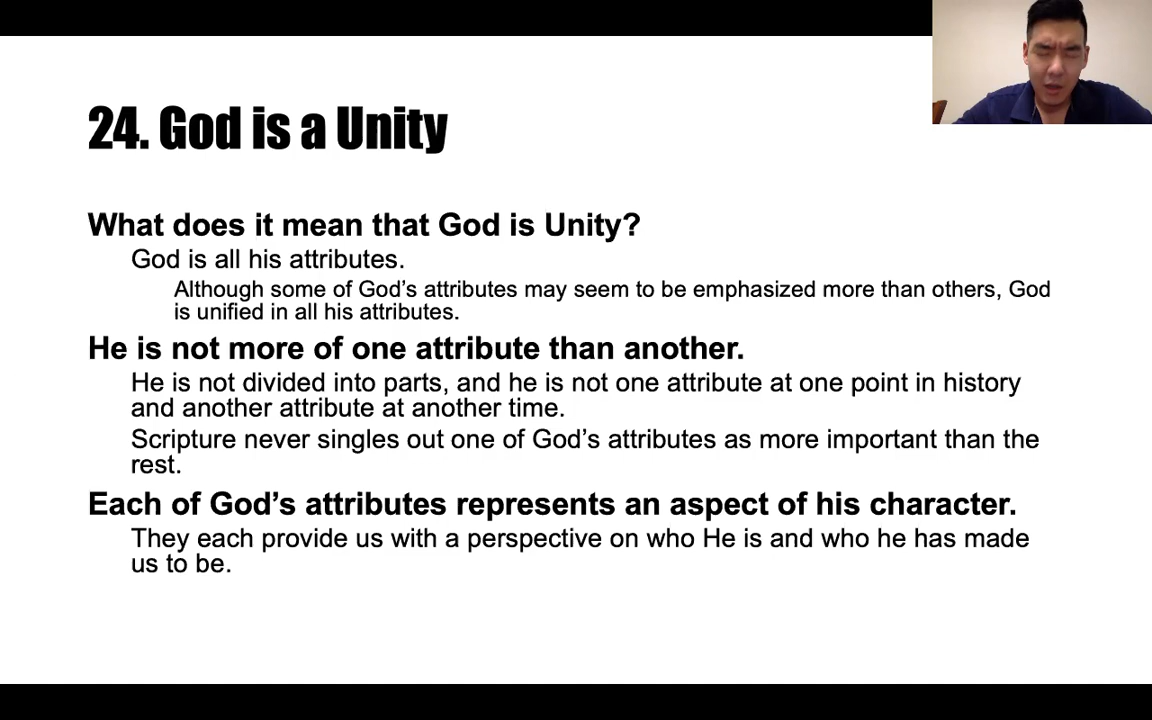 24. God is a Unity
What does it mean that God is Unity?
God is all his attributes.
Although some of God’s attributes may seem to be emphasized more than others, God
is unified in all his attributes.
He is not more of one attribute than another.
He is not divided into parts, and he is not one attribute at one point in history
and another attribute at another time.
Scripture never singles out one of God’s attributes as more important than the
rest.
Each of God’s attributes represents an aspect of his character.
They each provide us with a perspective on who He is and who he has made
us to be.